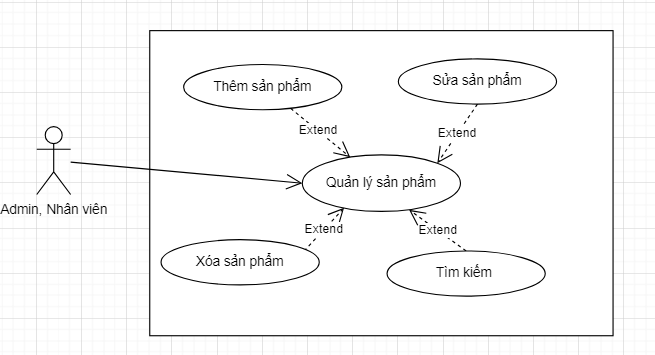 Thêm sản phẩm
Sửa sản phẩm
Extend
Extend
Quản lý sản phẩm
Admin, Nhân viên
Extend
Extend
Xóa sản phẩm
Tìm kiếm